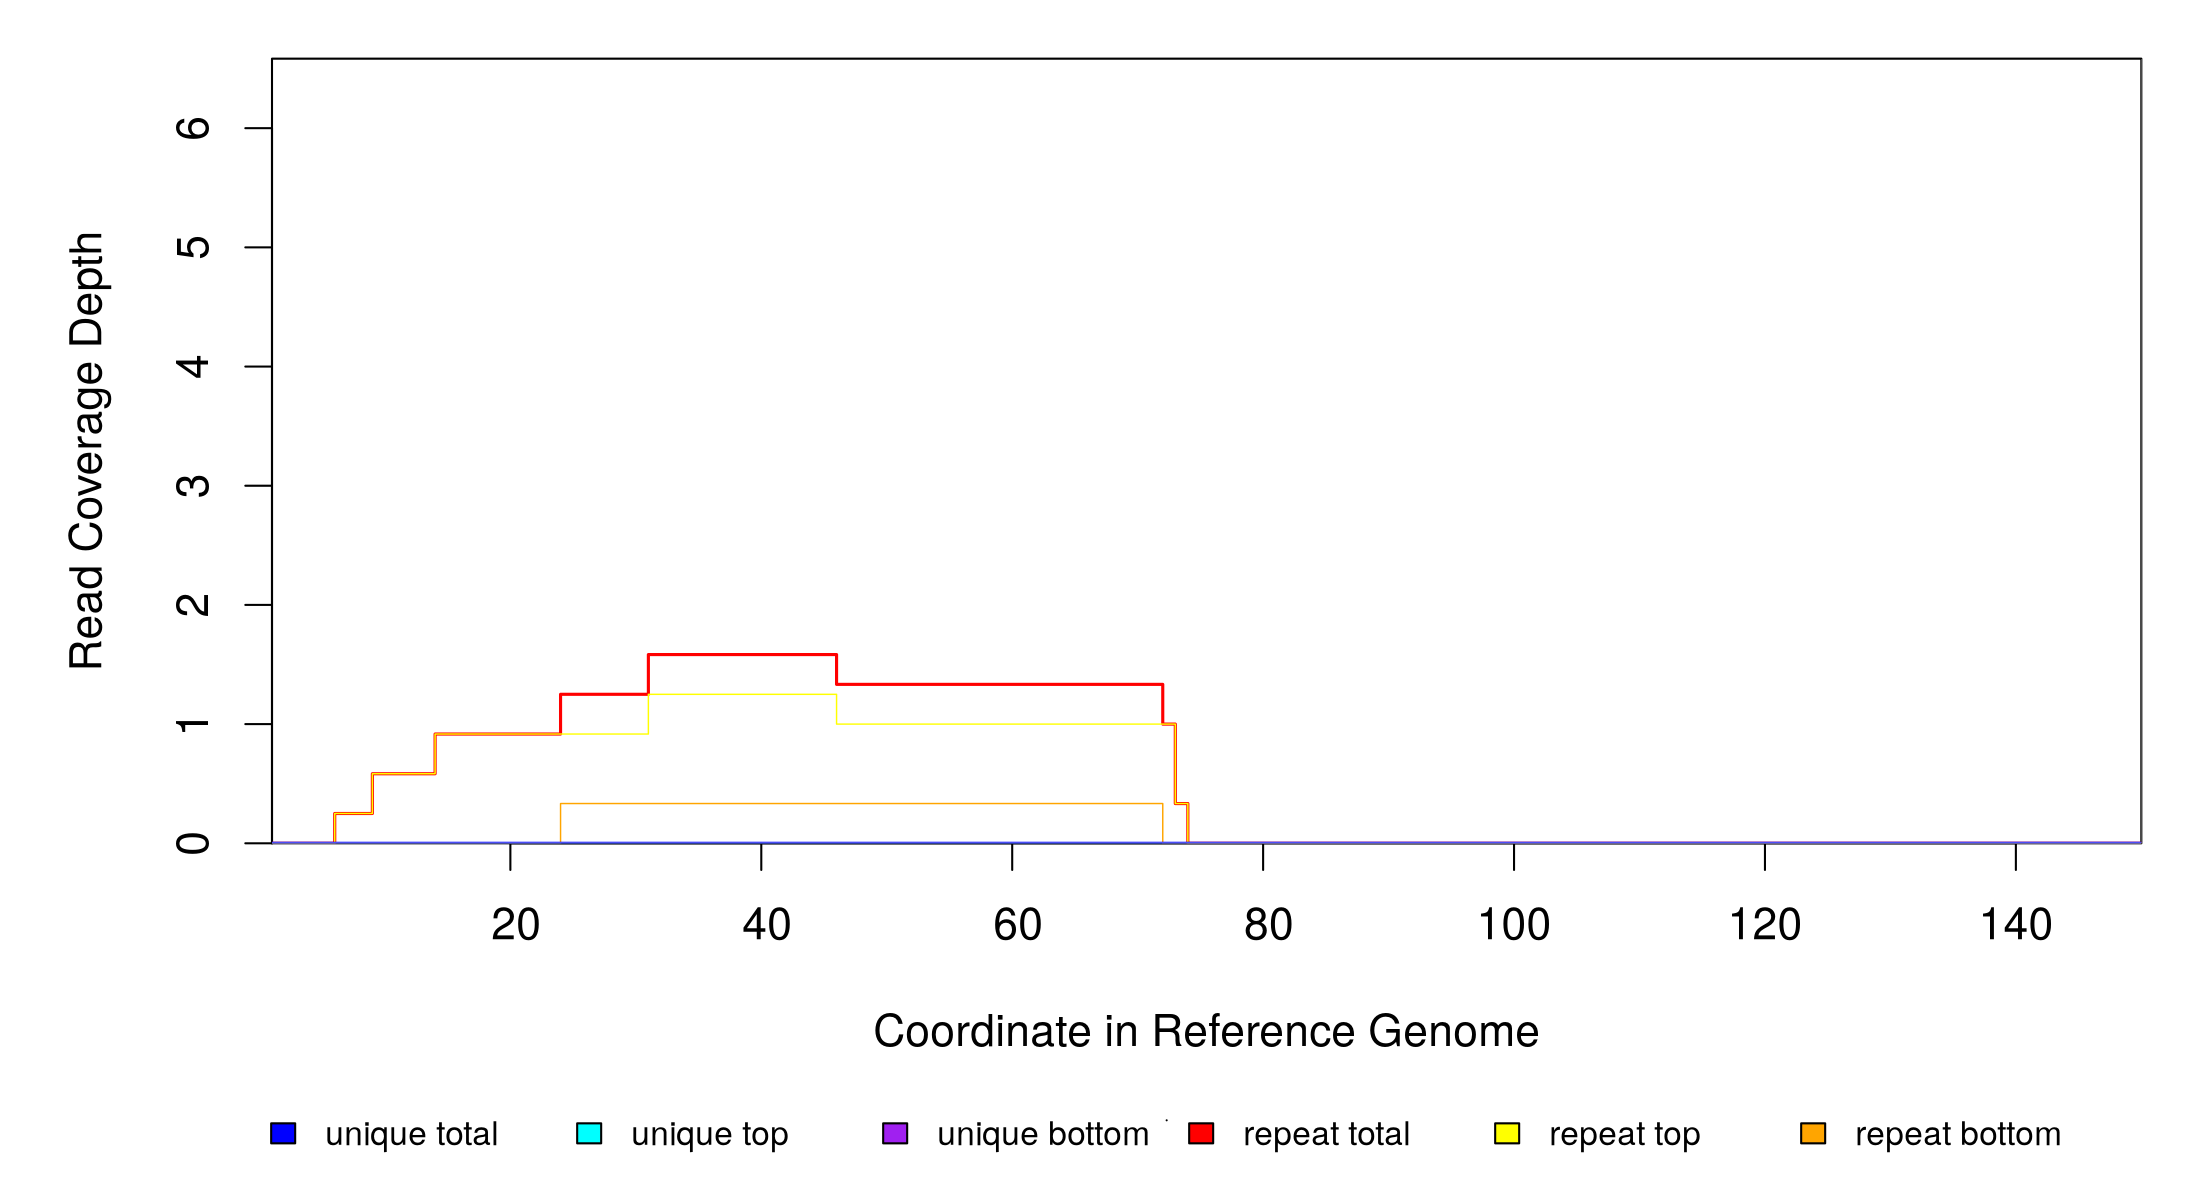 Read Coverage Depth
6
5
4
3
2
1
0
20 40 60 80 100 120 140
Coordinate in Reference Genome
unique total unique top unique bottom repeat total repeat top repeat bottom